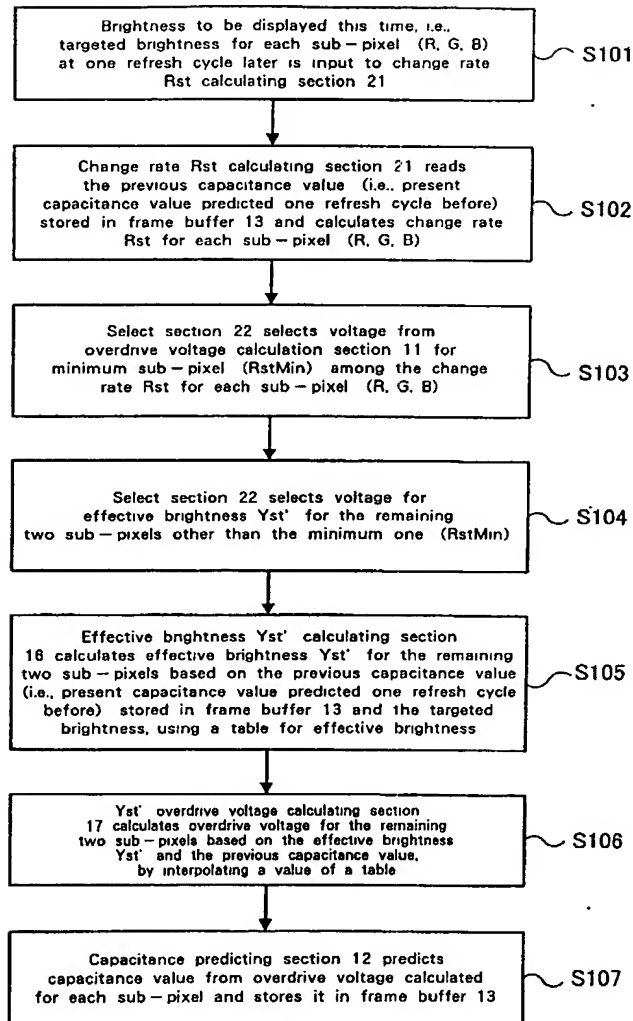 Brightness to be displayed this time, i.e.,
targeted brightness for each sub-pixel (R, G, B)
at one refresh cycle later is input to change rate
Rst calculating section 21
S101
Change rate Rst calculating section 21 reads
the previous capacitance value (i.e., present
capacitance value predicted one refresh cycle before)
stored in frame buffer 13 and calculates change rate
Rst for each sub-pixel (R, G, B)
S102
Select section 22 selects voltage from
overdrive voltage calculation section 11 for
minimum sub-pixel (RstMin) among the change
rate Rst for each sub-pixel (R, G, B)
S103
Select section 22 selects voltage for
effective brightness Yst' for the remaining
two sub-pixels other than the minimum one (RstMin)
S104
Effective brightness Yst' calculating section
16 calculates effective brightness Yst' for the remaining
two sub-pixels based on the previous capacitance value
(i.e., present capacitance value predicted one refresh cycle
before) stored in frame buffer 13 and the targeted
brightness, using a table for effective brightness
S105
Yst' overdrive voltage calculating section
17 calculates overdrive voltage for the remaining
two sub-pixels based on the effective brightness
Yst' and the previous capacitance value,
by interpolating a value of a table
S106
Capacitance predicting section 12 predicts
capacitance value from overdrive voltage calculated
for each sub-pixel and stores it in frame buffer 13
S107